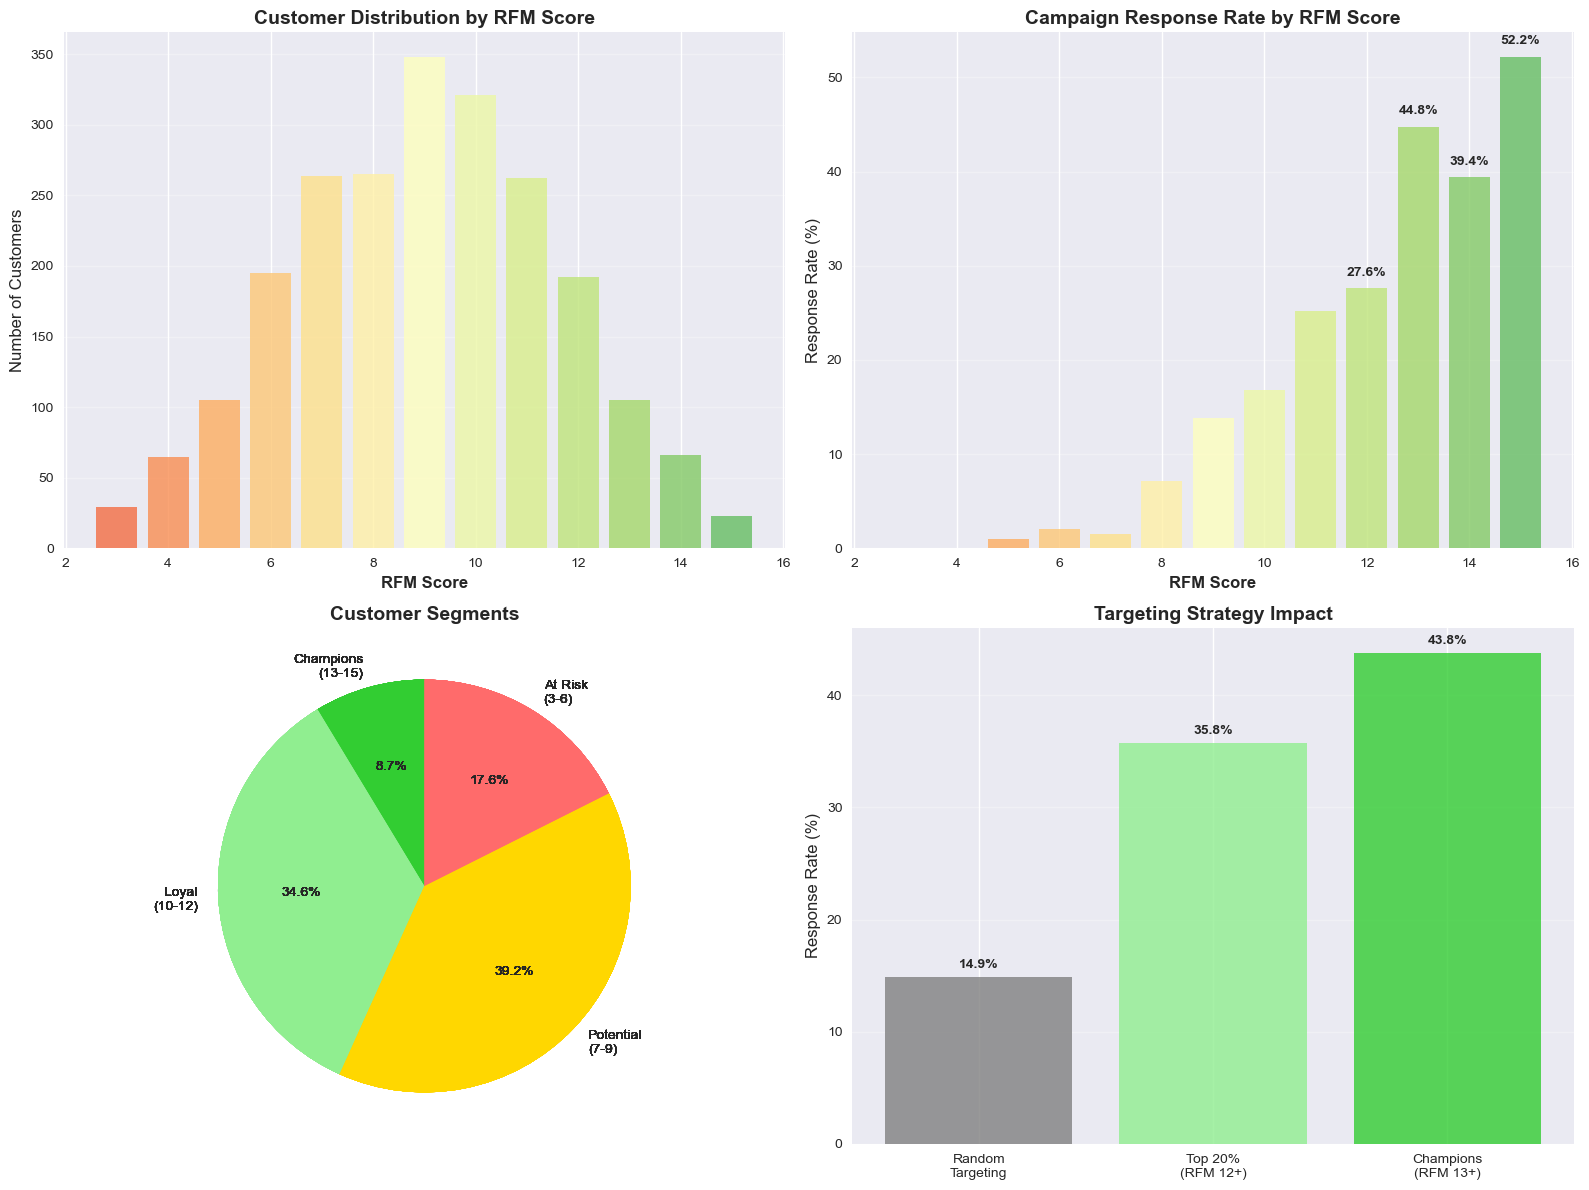 Customer Distribution by RFM Score
350
300
250
200
150
100
50
0
2 4 6 8 10 12 14 16
Number of Customers
RFM Score
Campaign Response Rate by RFM Score
50
40
30
20
10
0
2 4 6 8 10 12 14 16
Response Rate (%)
RFM Score
27.6%
44.8%
39.4%
52.2%
Customer Segments
Champions
(13-15)
8.7%
At Risk
(3-6)
17.6%
Loyal
(10-12)
34.6%
39.2%
Potential
(7-9)
Targeting Strategy Impact
40
30
20
10
0
Response Rate (%)
14.9%
35.8%
43.8%
Random
Targeting
Top 20%
(RFM 12+)
Champions
(RFM 13+)